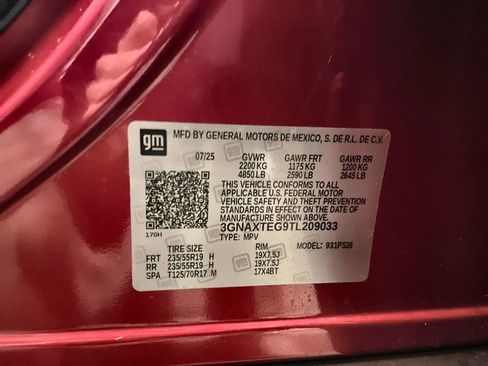 gm
MFD BY GENERAL MOTORS DE MEXICO, S. DE R.L. DE C.V.
07/25 GVWR GAWR FRT GAWR RR
2200 KG 1175 KG 1200 KG
4850 LB 2590 LB 2645 LB
THIS VEHICLE CONFORMS TO ALL
APPLICABLE U.S. FEDERAL MOTOR
VEHICLE SAFETY AND THEFT PREVENTION
STANDARDS IN EFFECT ON THE DATE OF
MANUFACTURE SHOWN ABOVE.
3GNAXTEG9TL209033
170H
TYPE: MPV MODEL: 931PS26
TIRE SIZE RIM
FRT 235/55R19 H 19X7.5J
RR 235/55R19 H 19X7.5J
SPA T125/70R17 M 17X4BT